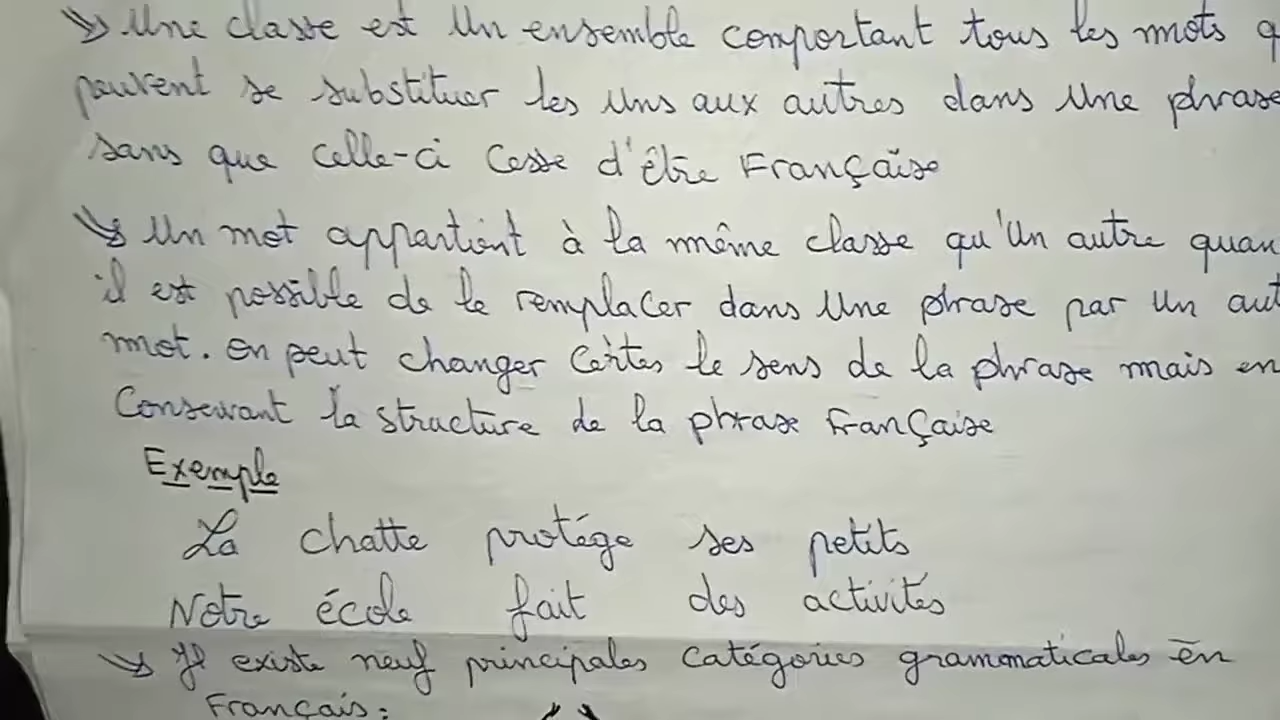 Une classe est un ensemble comportant tous les mots q
peuvent se substituer les uns aux autres dans une phrase
sans que celle-ci cesse d'être Française
Un mot appartient à la même classe qu'un autre quan
il est possible de le remplacer dans une phrase par un aut
mot. on peut changer certes le sens de la phrase mais en
Conservant la structure de la phrase Française
Exemple
La chatte protége ses petits
Notre école fait des activités
Il existe neuf principales catégories grammaticales en
Français :